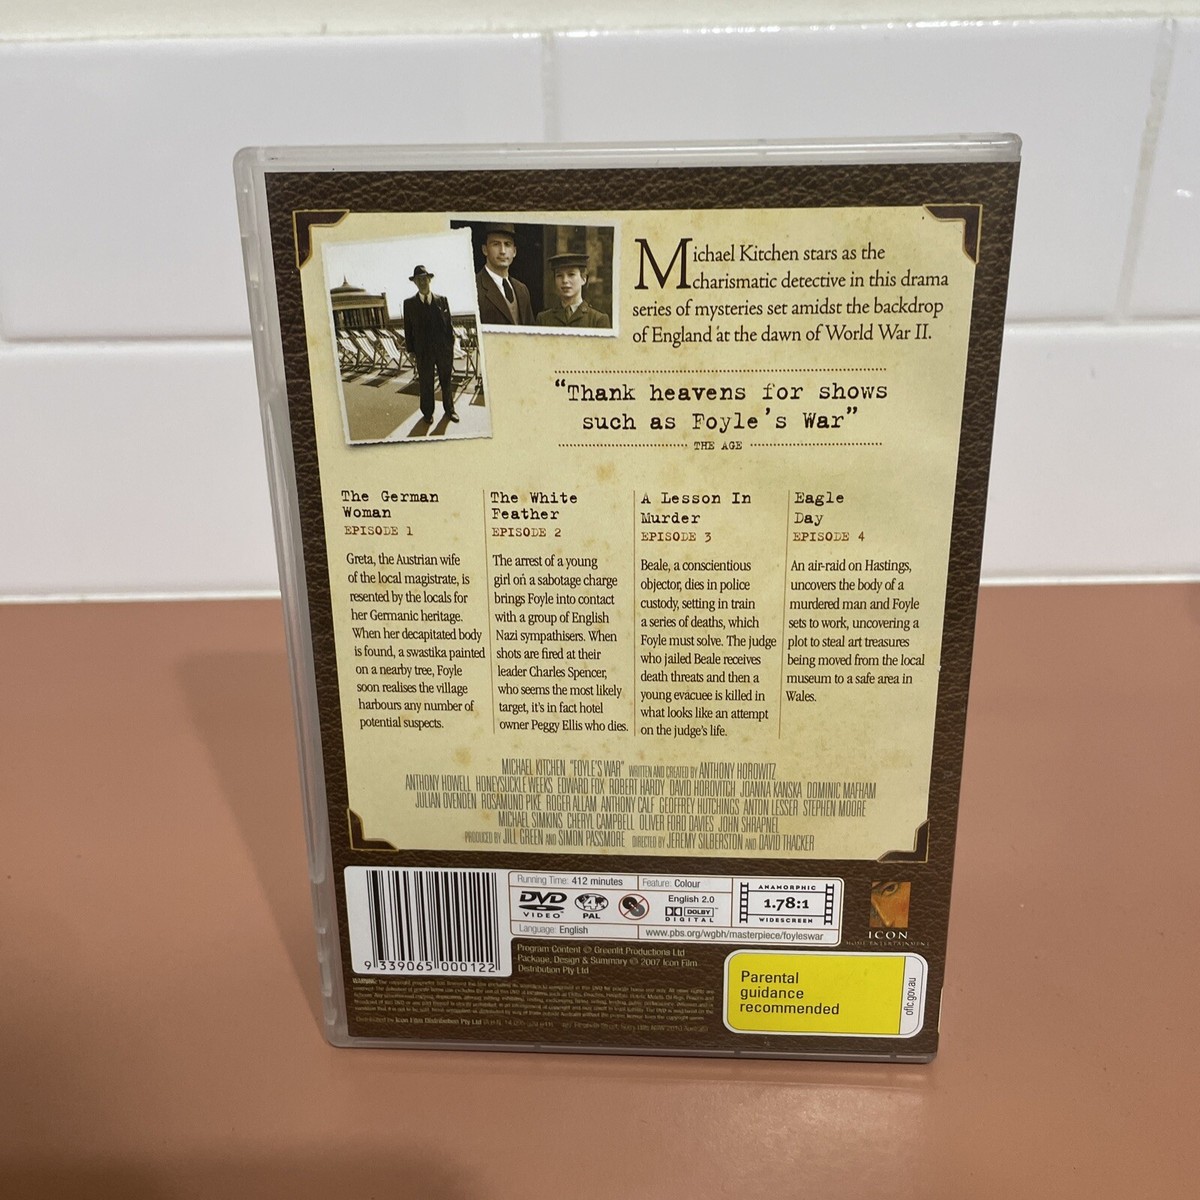 Michael Kitchen stars as the
charismatic detective in this drama
series of mysteries set amidst the backdrop
of England at the dawn of World War II.
“Thank heavens for shows
such as Foyle's War”
THE AGE
The German
Woman
EPISODE 1
Greta, the Austrian wife
of the local magistrate, is
resented by the locals for
her Germanic heritage.
When her decapitated body
is found, a swastika painted
on a nearby tree, Foyle
soon realises the village
harbours any number of
potential suspects.
The White
Feather
EPISODE 2
The arrest of a young
girl on a sabotage charge
brings Foyle into contact
with a group of English
Nazi sympathisers. When
shots are fired at their
leader Charles Spencer,
who seems the most likely
target, it's in fact hotel
owner Peggy Ellis who dies.
A Lesson In
Murder
EPISODE 3
Beale, a conscientious
objector, dies in police
custody, setting in train
a series of deaths, which
Foyle must solve. The judge
who jailed Beale receives
death threats and then a
young evacuee is killed in
what looks like an attempt
on the judge's life.
Eagle
Day
EPISODE 4
An air-raid on Hastings,
uncovers the body of a
murdered man and Foyle
sets to work, uncovering a
plot to steal art treasures
being moved from the local
museum to a safe area in
Wales.
MICHAEL KITCHEN "FOYLE'S WAR" WRITTEN AND CREATED BY ANTHONY HOROWITZ
ANTHONY HOWELL HONEYSUCKLE WEEKS EDWARD FOX ROBERT HARDY DAVID HOROVITCH JOANNA KANSKA DOMINIC MAFHAM
JULIAN OVENDEN ROSAMUND PIKE ROGER ALLAM ANTHONY CALF GEOFFREY HUTCHINGS ANTON LESSER STEPHEN MOORE
MICHAEL SIMKINS CHERYL CAMPBELL OLIVER FORD DAVIES JOHN SHRAPNEL
PRODUCED BY JILL GREEN AND SIMON PASSMORE DIRECTED BY JEREMY SILBERSTON AND DAVID THACKER
9 339065 000122
Running Time: 412 minutes
Feature: Colour
DVD
VIDEO
4
PAL
English 2.0
DOLBY
DIGITAL
Language: English
www.pbs.org/wgbh/masterpiece/foyleswar
ANAMORPHIC
1.78:1
WIDESCREEN
ICON
HOME ENTERTAINMENT
Program Content © Greenlit Productions Ltd
Package, Design & Summary © 2007 Icon Film
Distribution Pty Ltd
Parental
guidance
recommended
oflc.gov.au
WARNING:
Distributed by Icon Film Distribution Pty Ltd